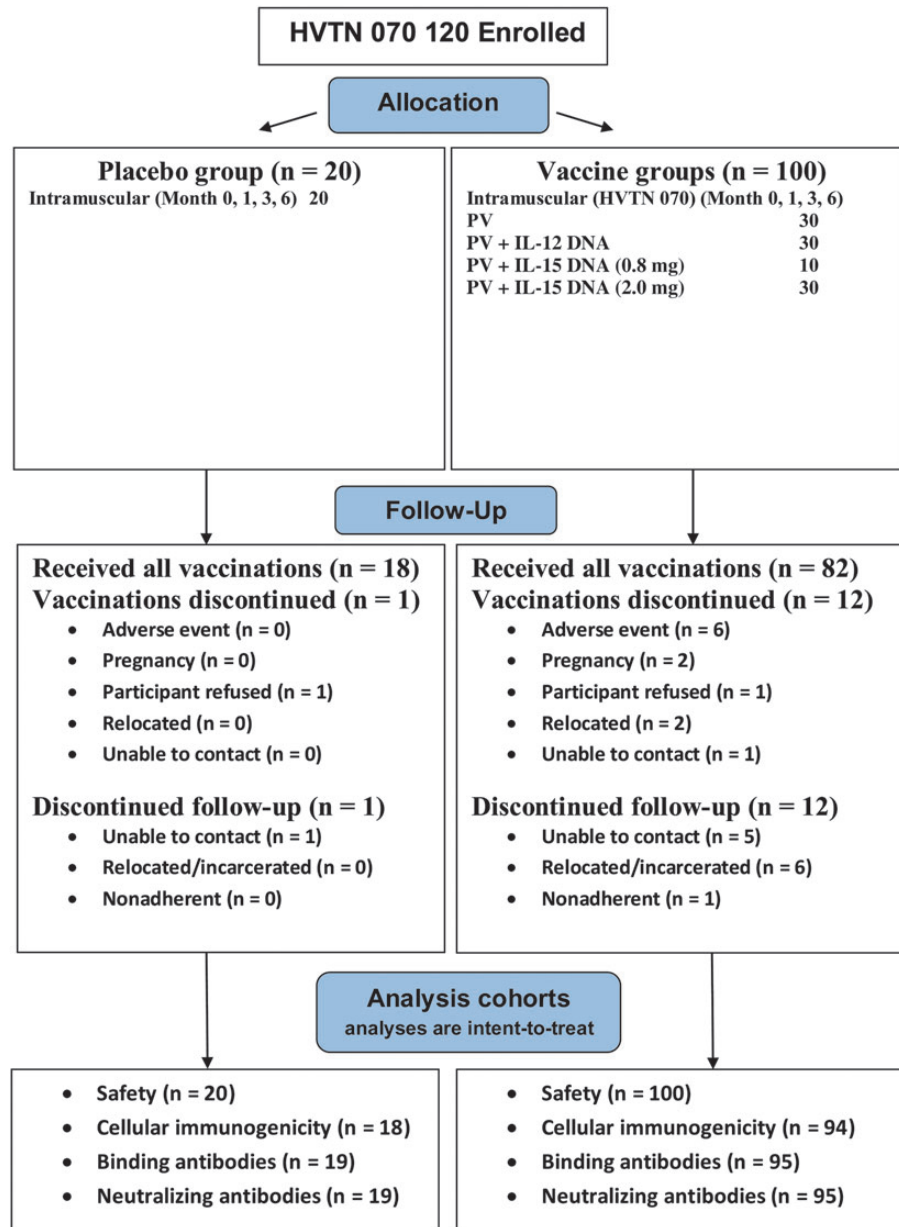 HVTN 070 120 Enrolled
Allocation
Placebo group (n = 20)
Intramuscular (Month 0, 1, 3, 6) 20
Vaccine groups (n = 100)
Intramuscular (HVTN 070) (Month 0, 1, 3, 6)
PV 30
PV + IL-12 DNA 30
PV + IL-15 DNA (0.8 mg) 10
PV + IL-15 DNA (2.0 mg) 30
Follow-Up
Received all vaccinations (n = 18)
Vaccinations discontinued (n = 1)
• Adverse event (n = 0)
• Pregnancy (n = 0)
• Participant refused (n = 1)
• Relocated (n = 0)
• Unable to contact (n = 0)
Discontinued follow-up (n = 1)
• Unable to contact (n = 1)
• Relocated/incarcerated (n = 0)
• Nonadherent (n = 0)
Received all vaccinations (n = 82)
Vaccinations discontinued (n = 12)
• Adverse event (n = 6)
• Pregnancy (n = 2)
• Participant refused (n = 1)
• Relocated (n = 2)
• Unable to contact (n = 1)
Discontinued follow-up (n = 12)
• Unable to contact (n = 5)
• Relocated/incarcerated (n = 6)
• Nonadherent (n = 1)
Analysis cohorts
analyses are intent-to-treat
• Safety (n = 20)
• Cellular immunogenicity (n = 18)
• Binding antibodies (n = 19)
• Neutralizing antibodies (n = 19)
• Safety (n = 100)
• Cellular immunogenicity (n = 94)
• Binding antibodies (n = 95)
• Neutralizing antibodies (n = 95)